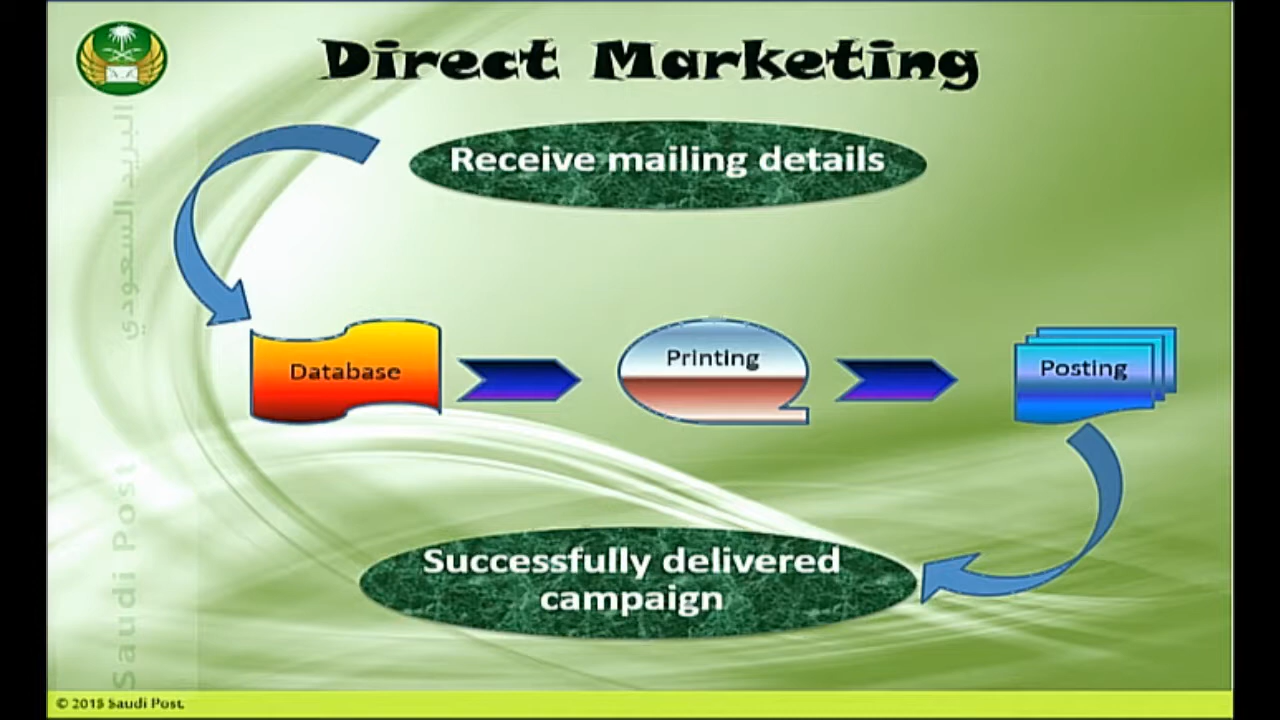 Direct Marketing
Receive mailing details
البريد السعودي
Database
Printing
Posting
Successfully delivered
campaign
Saudi Post
© 2015 Saudi Post.